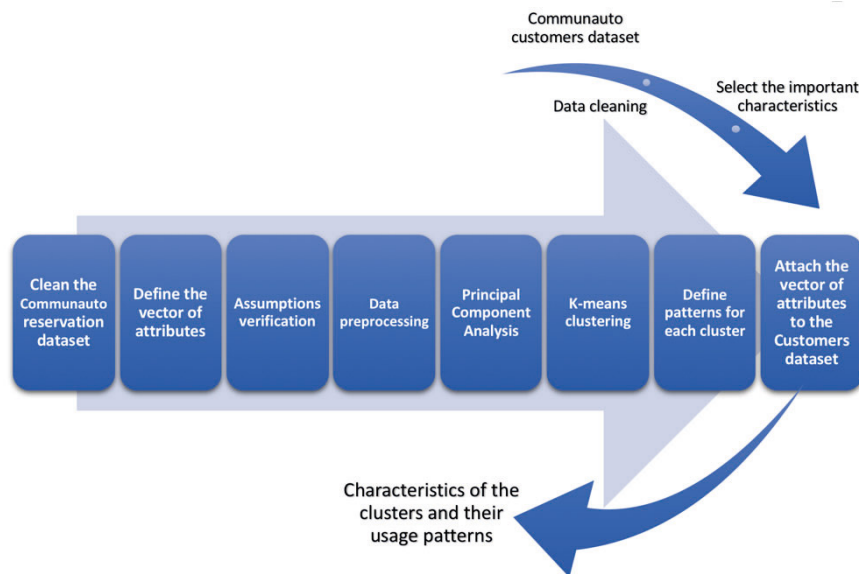 Communauto
customers dataset
Data cleaning
Select the important
characteristics
Clean the
Communauto
reservation
dataset
Define the
vector of
attributes
Assumptions
verification
Data
preprocessing
Principal
Component
Analysis
K-means
clustering
Define
patterns for
each cluster
Attach the
vector of
attributes
to the
Customers
dataset
Characteristics of the
clusters and their
usage patterns